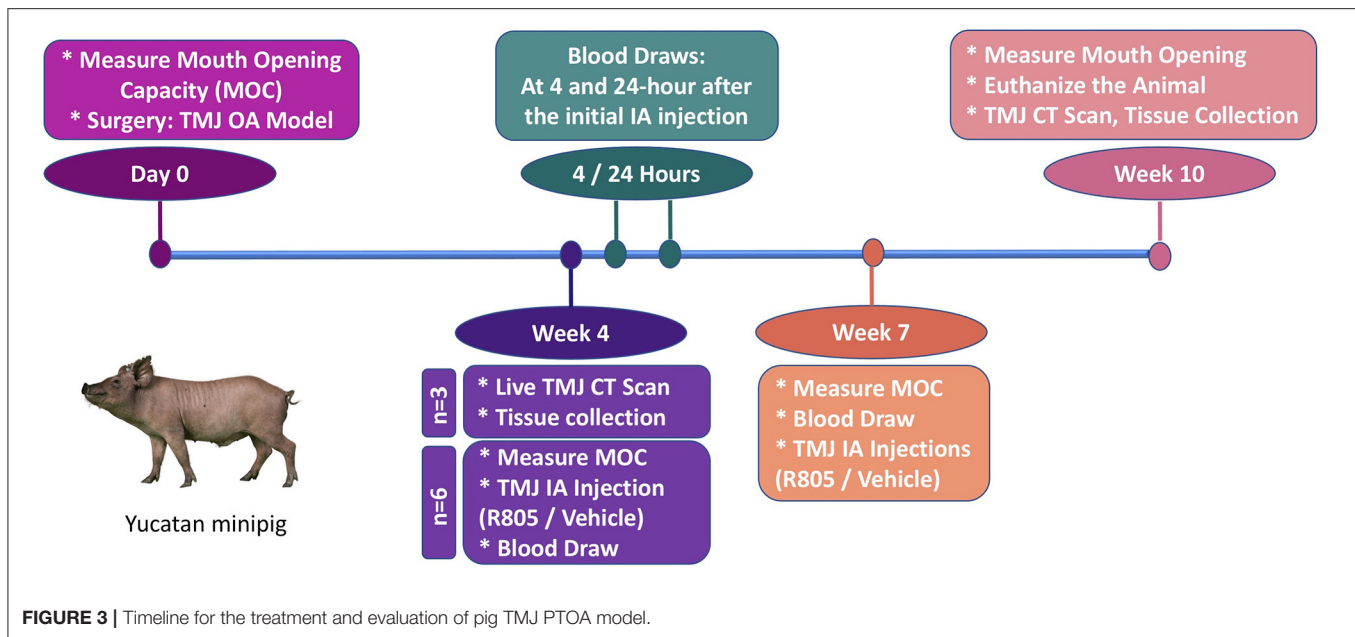 * Measure Mouth Opening
Capacity (MOC)
* Surgery: TMJ OA Model
Day 0
Blood Draws:
At 4 and 24-hour after
the initial IA injection
4 / 24 Hours
* Measure Mouth Opening
* Euthanize the Animal
* TMJ CT Scan, Tissue Collection
Week 10
Week 4
n=3
* Live TMJ CT Scan
* Tissue collection
n=6
* Measure MOC
* TMJ IA Injection
(R805 / Vehicle)
* Blood Draw
Week 7
* Measure MOC
* Blood Draw
* TMJ IA Injections
(R805 / Vehicle)
Yucatan minipig
FIGURE 3 | Timeline for the treatment and evaluation of pig TMJ PTOA model.